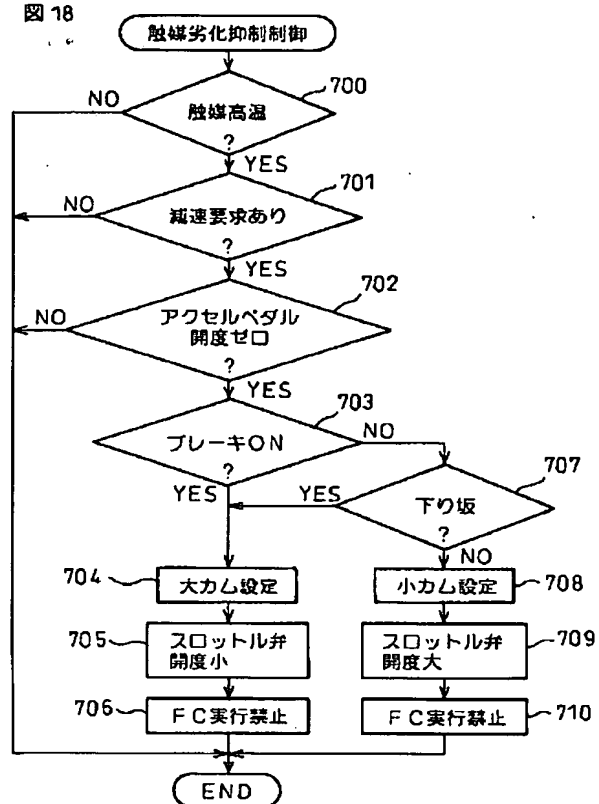 図18
触媒劣化抑制制御
700
NO
触媒高温
?
YES
701
NO
減速要求あり
?
YES
702
NO
アクセルペダル
開度ゼロ
?
YES
703
ブレーキON
NO
?
YES
707
YES
下り坂
?
NO
704
大カム設定
小カム設定
708
705
スロットル弁
開度小
スロットル弁
開度大
709
706
FC実行禁止
FC実行禁止
710
END